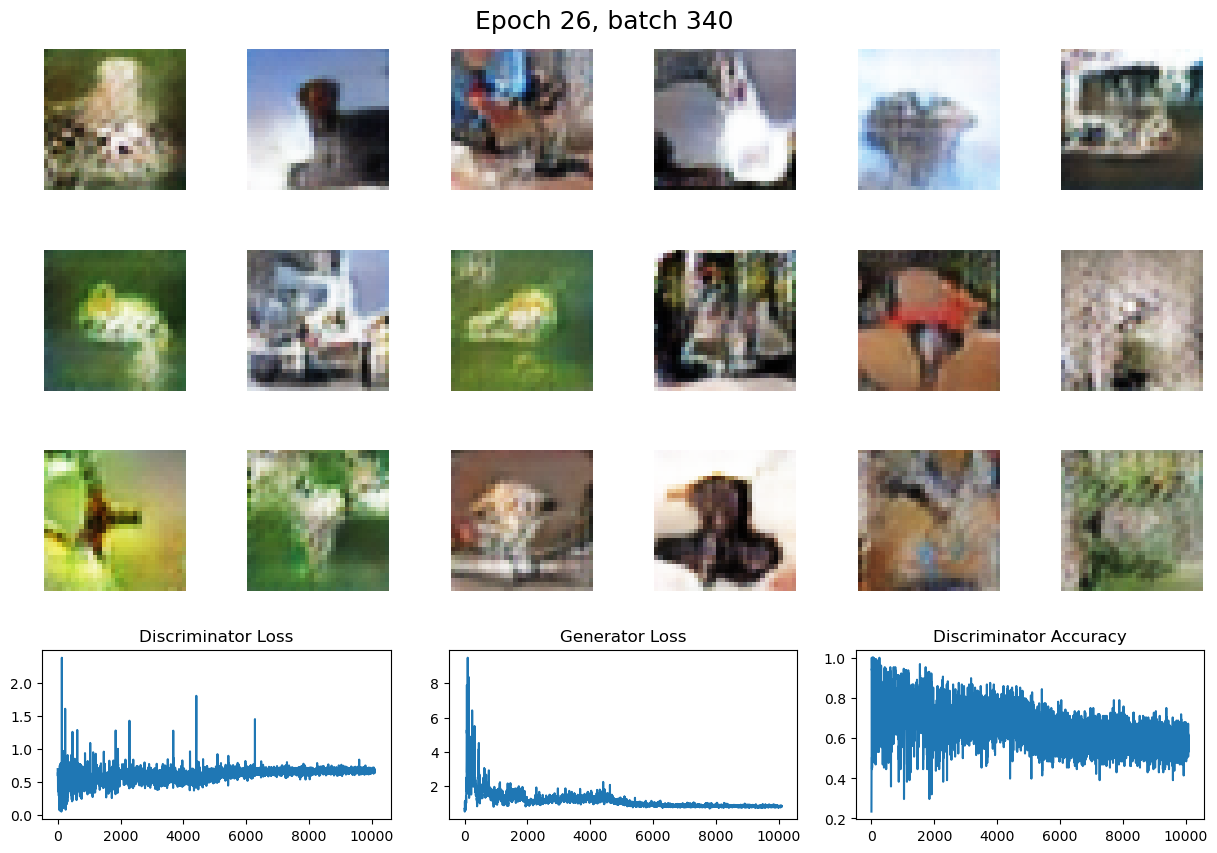 Epoch 26, batch 340
Discriminator Loss
Generator Loss
Discriminator Accuracy
2.0
1.5
1.0
0.5
0.0
0 2000 4000 6000 8000 10000
8
6
4
2
0 2000 4000 6000 8000 10000
1.0
0.8
0.6
0.4
0.2
0 2000 4000 6000 8000 10000